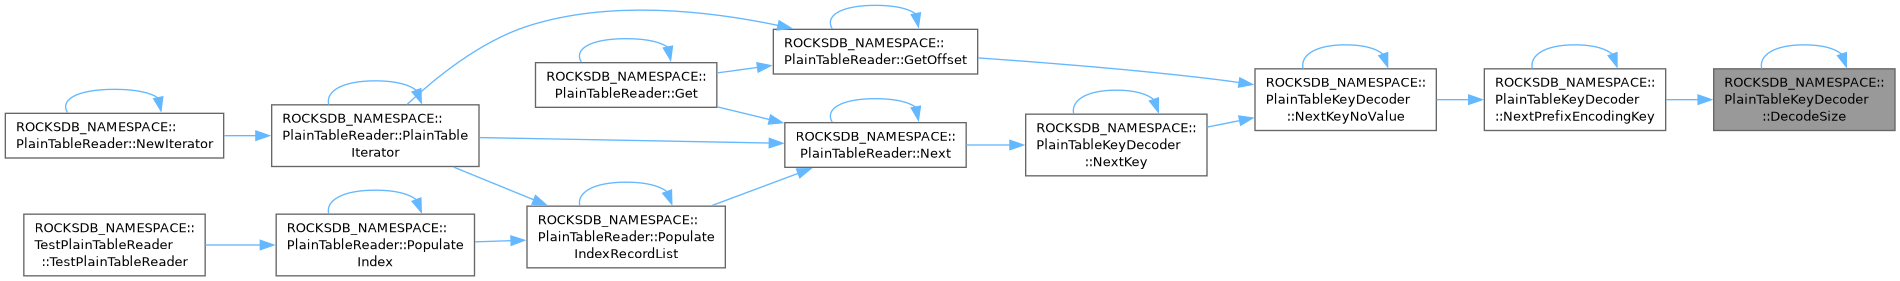 ROCKSDB_NAMESPACE::
PlainTableReader::NewIterator
ROCKSDB_NAMESPACE::
TestPlainTableReader
::TestPlainTableReader
ROCKSDB_NAMESPACE::
PlainTableReader::PlainTable
Iterator
ROCKSDB_NAMESPACE::
PlainTableReader::Populate
Index
ROCKSDB_NAMESPACE::
PlainTableReader::Get
ROCKSDB_NAMESPACE::
PlainTableReader::Populate
IndexRecordList
ROCKSDB_NAMESPACE::
PlainTableReader::GetOffset
ROCKSDB_NAMESPACE::
PlainTableReader::Next
ROCKSDB_NAMESPACE::
PlainTableKeyDecoder
::NextKey
ROCKSDB_NAMESPACE::
PlainTableKeyDecoder
::NextKeyNoValue
ROCKSDB_NAMESPACE::
PlainTableKeyDecoder
::NextPrefixEncodingKey
ROCKSDB_NAMESPACE::
PlainTableKeyDecoder
::DecodeSize